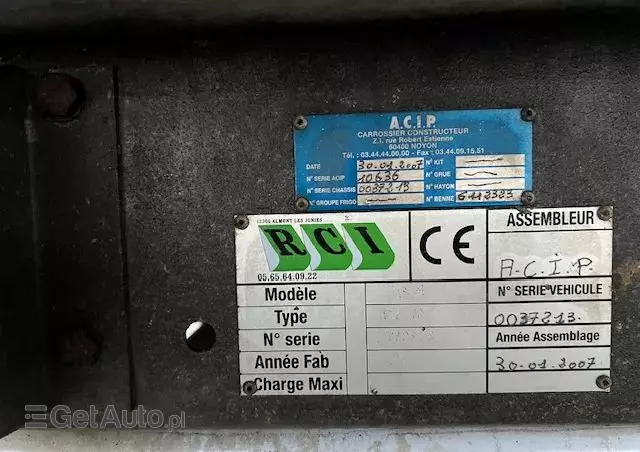 A.C.I.P.
CARROSSIER CONSTRUCTEUR
Z.I. rue Robert Estienne
60400 NOYON
Tél. : 03.44.44.00.00 - Fax : 03.44.09.15.51
DATE 30.01.2007 N° KIT
N° SERIE ACIP 10636 N° GRUE
N° SERIE CHASSIS 0037213 N° HAYON
N° GROUPE FRIGO N° BENNE 6112323
12300 ALMONT LES JUNIES
RCI
05.65.64.09.22
CE
ASSEMBLEUR
A.C.I.P.
Modèle
N° SERIE VEHICULE
Type
0037213.
N° serie
Année Assemblage
Année Fab
30.01.2007
Charge Maxi
GetAuto.pl